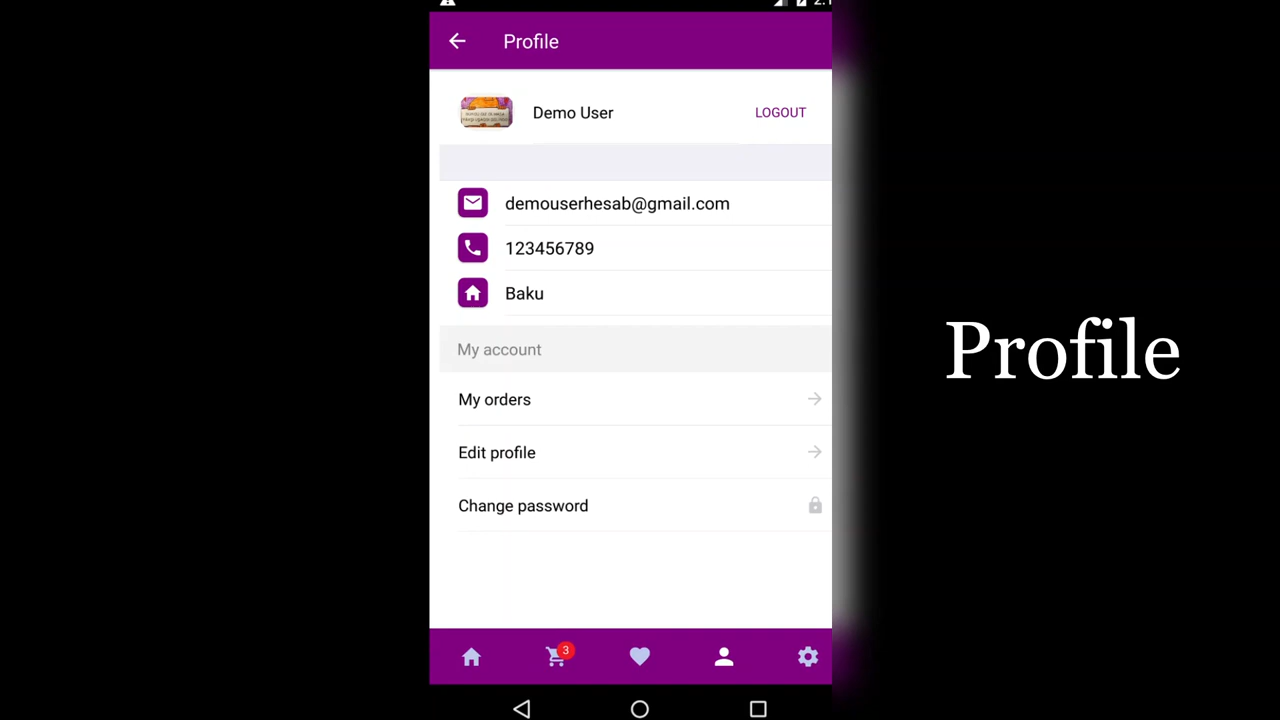 Profile
Demo User
LOGOUT
demouserhesab@gmail.com
123456789
Baku
My account
My orders
Edit profile
Change password
3
Profile